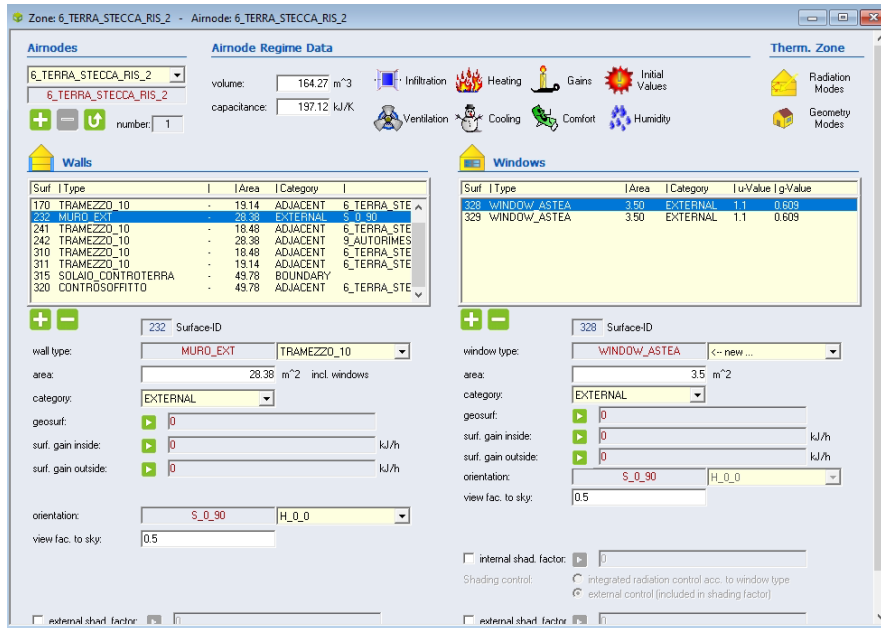 Zone: 6_TERRA_STECCA_RIS_2 - Airnode: 6_TERRA_STECCA_RIS_2
Airnodes
Airnode Regime Data
Therm. Zone
6_TERRA_STECCA_RIS_2
6_TERRA_STECCA_RIS_2
number: 1
volume: 164.27 m^3
capacitance: 197.12 kJ/K
Infiltration
Heating
Gains
Initial Values
Ventilation
Cooling
Comfort
Humidity
Radiation Modes
Geometry Modes
Walls
Surf | Type | | Area | Category |
170 TRAMEZZO_10 - 19.14 ADJACENT 6_TERRA_STE
232 MURO_EXT - 28.38 EXTERNAL S_0_90
241 TRAMEZZO_10 - 18.48 ADJACENT 6_TERRA_STE
242 TRAMEZZO_10 - 28.38 ADJACENT 9_AUTORIMES
310 TRAMEZZO_10 - 18.48 ADJACENT 6_TERRA_STE
311 TRAMEZZO_10 - 19.14 ADJACENT 6_TERRA_STE
315 SOLAIO_CONTROTERRA - 49.78 BOUNDARY
320 CONTROSOFFITTO - 49.78 ADJACENT 6_TERRA_STE
232 Surface-ID
wall type: MURO_EXT TRAMEZZO_10
area: 28.38 m^2 incl. windows
category: EXTERNAL
geosurf: 0
surf. gain inside: 0 kJ/h
surf. gain outside: 0 kJ/h
orientation: S_0_90 H_0_0
view fac. to sky: 0.5
external shad. factor: 0
Windows
Surf | Type | Area | Category | u-Value | g-Value
328 WINDOW_ASTEA 3.50 EXTERNAL 1.1 0.609
329 WINDOW_ASTEA 3.50 EXTERNAL 1.1 0.609
328 Surface-ID
window type: WINDOW_ASTEA <-- new ...
area: 3.5 m^2
category: EXTERNAL
geosurf: 0
surf. gain inside: 0 kJ/h
surf. gain outside: 0 kJ/h
orientation: S_0_90 H_0_0
view fac. to sky: 0.5
internal shad. factor: 0
Shading control: integrated radiation control acc. to window type
external control (included in shading factor)
external shad. factor 0